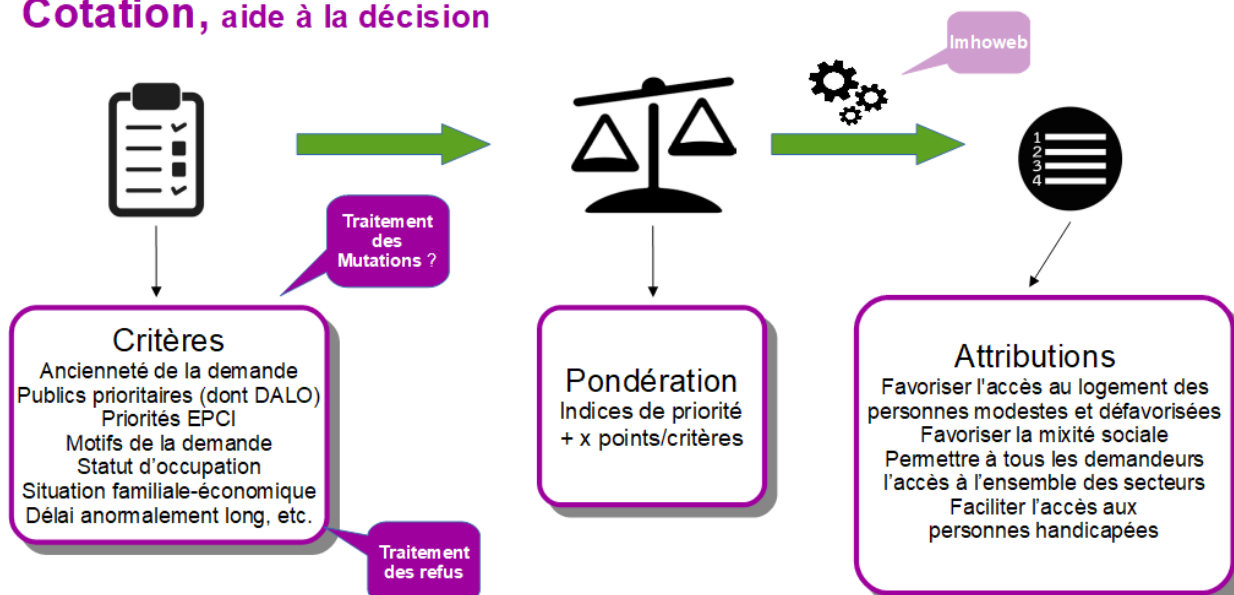 Cotation, aide à la décision
Imhoweb
1
2
3
4
Traitement
des
Mutations ?
Critères
Ancienneté de la demande
Publics prioritaires (dont DALO)
Priorités EPCI
Motifs de la demande
Statut d'occupation
Situation familiale-économique
Délai anormalement long, etc.
Traitement
des refus
Pondération
Indices de priorité
+ x points/critères
Attributions
Favoriser l'accès au logement des
personnes modestes et défavorisées
Favoriser la mixité sociale
Permettre à tous les demandeurs
l'accès à l'ensemble des secteurs
Faciliter l'accès aux
personnes handicapées